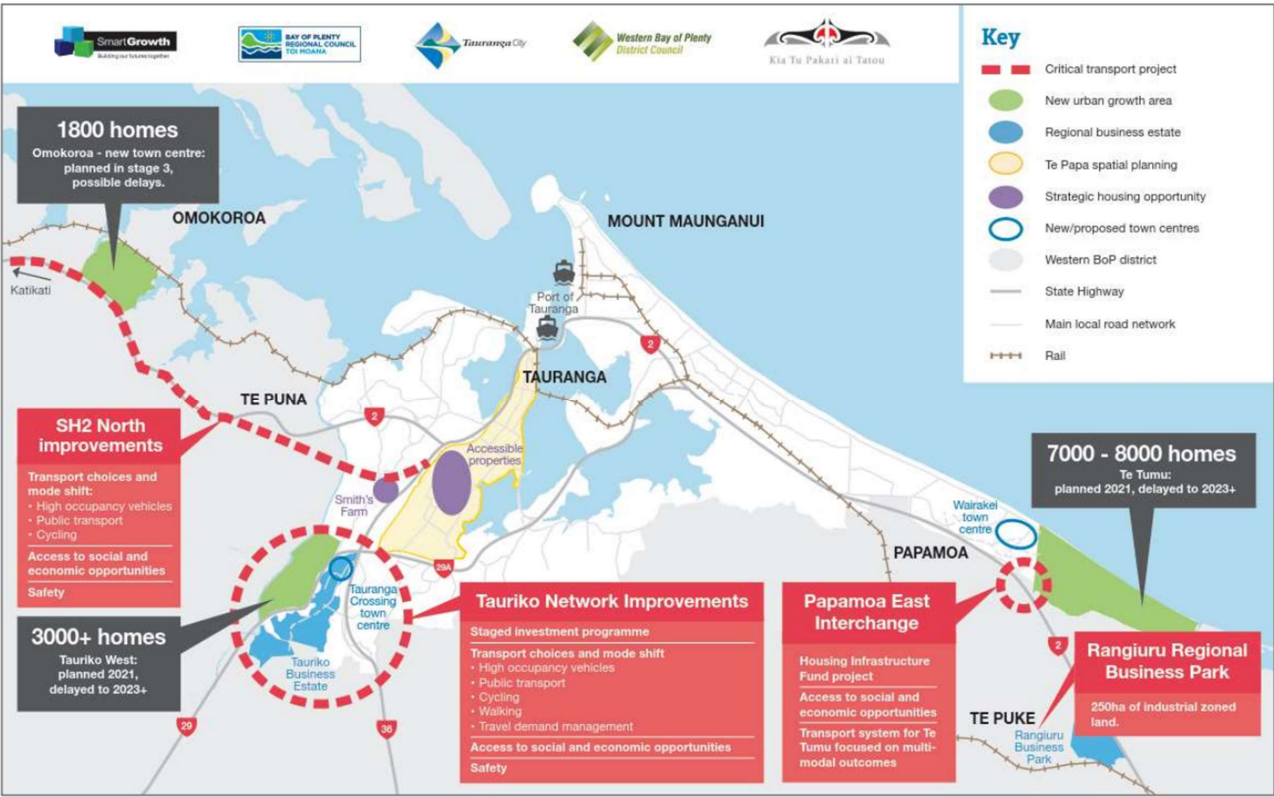 SmartGrowth
Building our futures together
BAY OF PLENTY
REGIONAL COUNCIL
TOI MOANA
Tauranga City
Western Bay of Plenty
District Council
Kia Tu Pakari ai Tatou
Key
Critical transport project
New urban growth area
Regional business estate
Te Papa spatial planning
Strategic housing opportunity
New/proposed town centres
Western BoP district
State Highway
Main local road network
Rail
1800 homes
Omokoroa - new town centre:
planned in stage 3,
possible delays.
OMOKOROA
MOUNT MAUNGANUI
Katikati
Port of
Tauranga
2
TAURANGA
TE PUNA
2
SH2 North
improvements
Transport choices and
mode shift:
• High occupancy vehicles
• Public transport
• Cycling
Access to social and
economic opportunities
Safety
Accessible
properties
Smith's
Farm
7000 - 8000 homes
Te Tumu:
planned 2021, delayed to 2023+
Wairakei
town
centre
PAPAMOA
29A
3000+ homes
Tauriko West:
planned 2021,
delayed to 2023+
Tauranga
Crossing
town
centre
Tauriko
Business
Estate
29
36
Tauriko Network Improvements
Staged investment programme
Transport choices and mode shift
• High occupancy vehicles
• Public transport
• Cycling
• Walking
• Travel demand management
Access to social and economic opportunities
Safety
Papamoa East
Interchange
Housing Infrastructure
Fund project
Access to social and
economic opportunities
Transport system for Te
Tumu focused on multi-
modal outcomes
2
Rangiuru Regional
Business Park
250ha of industrial zoned
land.
TE PUKE
Rangiuru
Business
Park